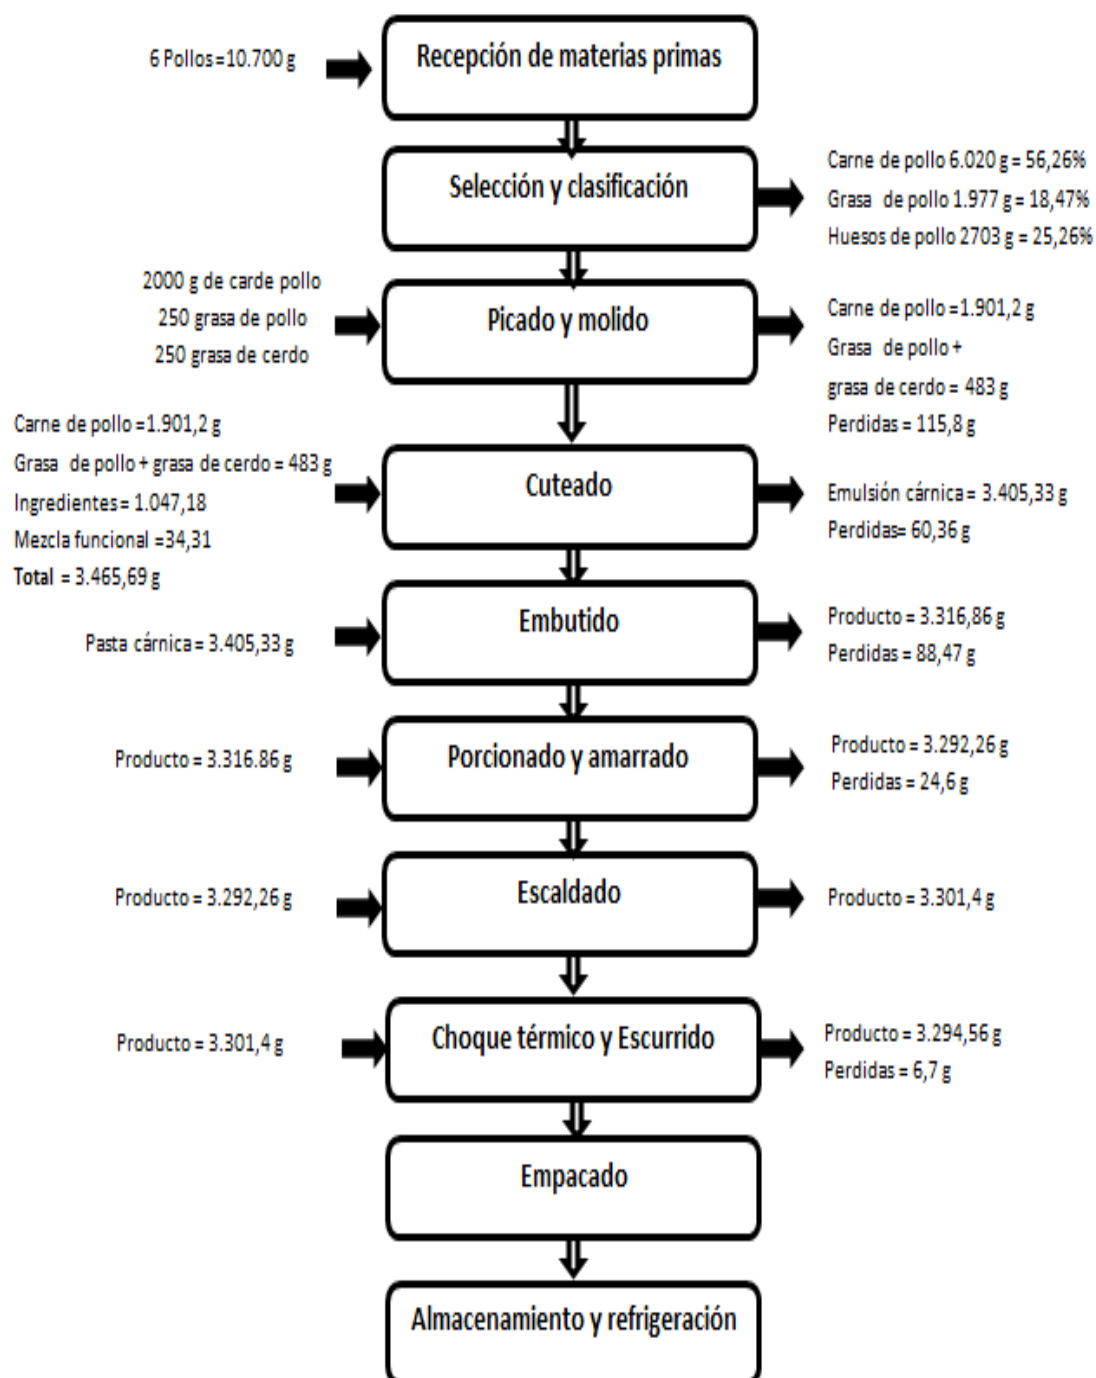 6 Pollos =10.700 g
Recepción de materias primas
Selección y clasificación
Carne de pollo 6.020 g = 56,26%
Grasa de pollo 1.977 g = 18,47%
Huesos de pollo 2703 g = 25,26%
2000 g de carde pollo
250 grasa de pollo
250 grasa de cerdo
Picado y molido
Carne de pollo =1.901,2 g
Grasa de pollo +
grasa de cerdo = 483 g
Perdidas = 115,8 g
Carne de pollo =1.901,2 g
Grasa de pollo + grasa de cerdo = 483 g
Ingredientes = 1.047,18
Mezcla funcional =34,31
Total = 3.465,69 g
Cuteado
Emulsión cárnica = 3.405,33 g
Perdidas= 60,36 g
Pasta cárnica = 3.405,33 g
Embutido
Producto = 3.316,86 g
Perdidas = 88,47 g
Producto = 3.316.86 g
Porcionado y amarrado
Producto = 3.292,26 g
Perdidas = 24,6 g
Producto = 3.292,26 g
Escaldado
Producto = 3.301,4 g
Producto = 3.301,4 g
Choque térmico y Escurrido
Producto = 3.294,56 g
Perdidas = 6,7 g
Empacado
Almacenamiento y refrigeración